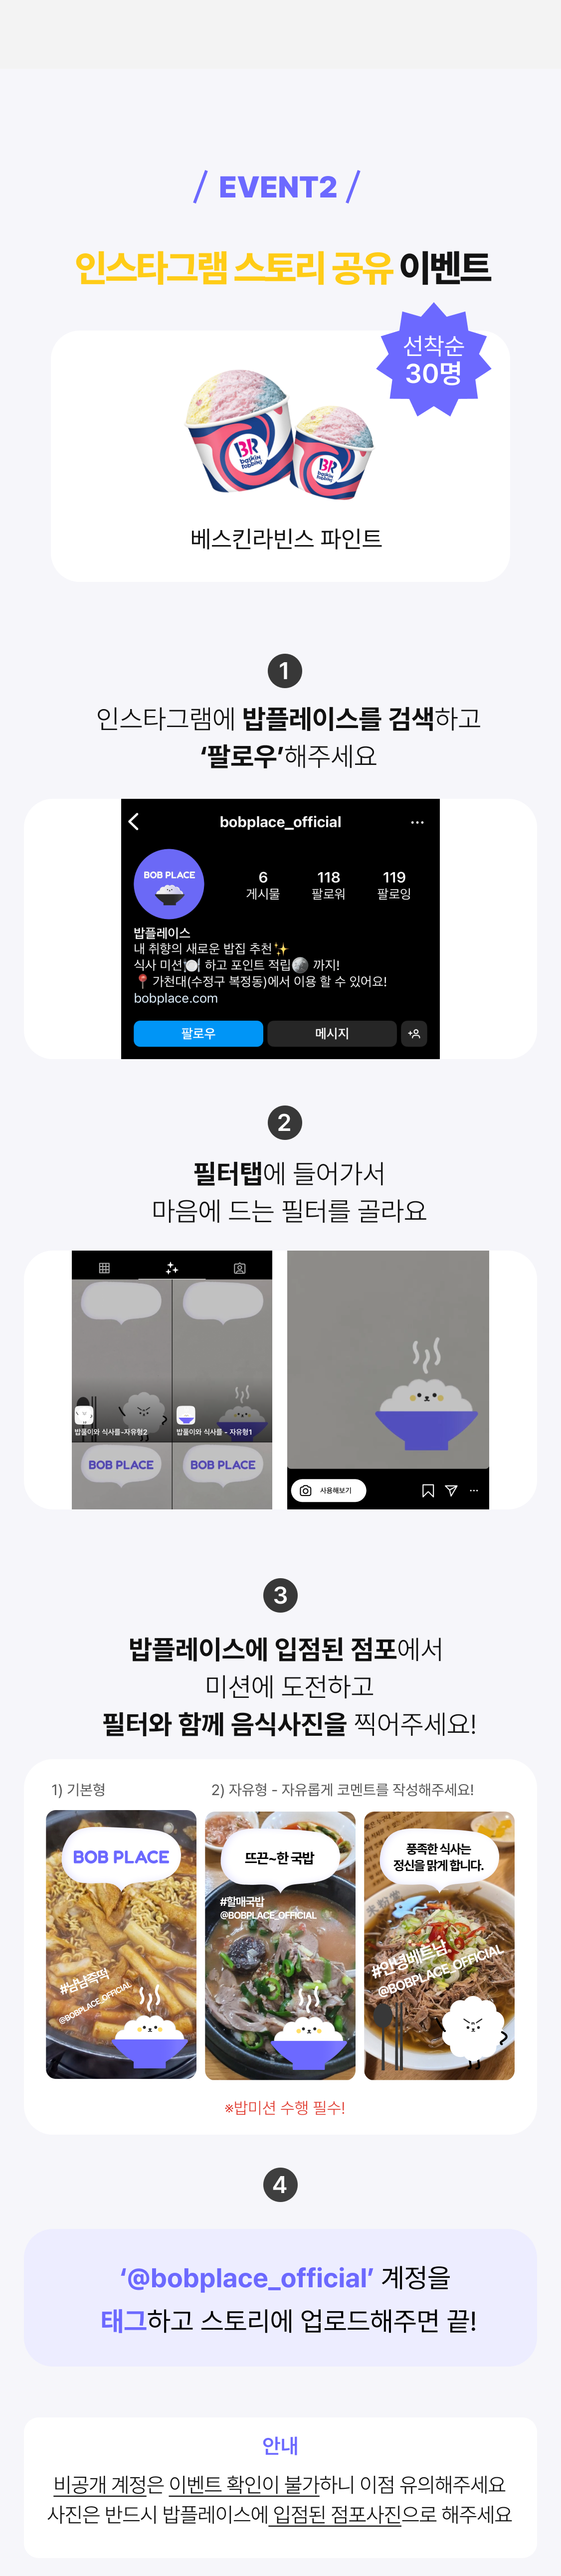 / EVENT2 /
인스타그램 스토리 공유 이벤트
선착순
30명
BR
baskin
robbins
BR
baskin
robbins
베스킨라빈스 파인트
1
인스타그램에 밥플레이스를 검색하고
‘팔로우’해주세요
bobplace_official
BOB PLACE
6 118 119
게시물 팔로워 팔로잉
밥플레이스
내 취향의 새로운 밥집 추천✨
식사 미션🍽️ 하고 포인트 적립🌕 까지!
📍가천대(수정구 복정동)에서 이용 할 수 있어요!
bobplace.com
팔로우 메시지
2
필터탭에 들어가서
마음에 드는 필터를 골라요
밥풀이와 식사를-자유형2 밥풀이와 식사를 - 자유형1
BOB PLACE BOB PLACE
사용해보기
3
밥플레이스에 입점된 점포에서
미션에 도전하고
필터와 함께 음식사진을 찍어주세요!
1) 기본형 2) 자유형 - 자유롭게 코멘트를 작성해주세요!
BOB PLACE
#남남즉떡
@BOBPLACE_OFFICIAL
뜨끈~한 국밥
#할매국밥
@BOBPLACE_OFFICIAL
풍족한 식사는
정신을 맑게 합니다.
#안녕베트남
@BOBPLACE_OFFICIAL
※밥미션 수행 필수!
4
‘@bobplace_official’ 계정을
태그하고 스토리에 업로드해주면 끝!
안내
비공개 계정은 이벤트 확인이 불가하니 이점 유의해주세요
사진은 반드시 밥플레이스에 입점된 점포사진으로 해주세요